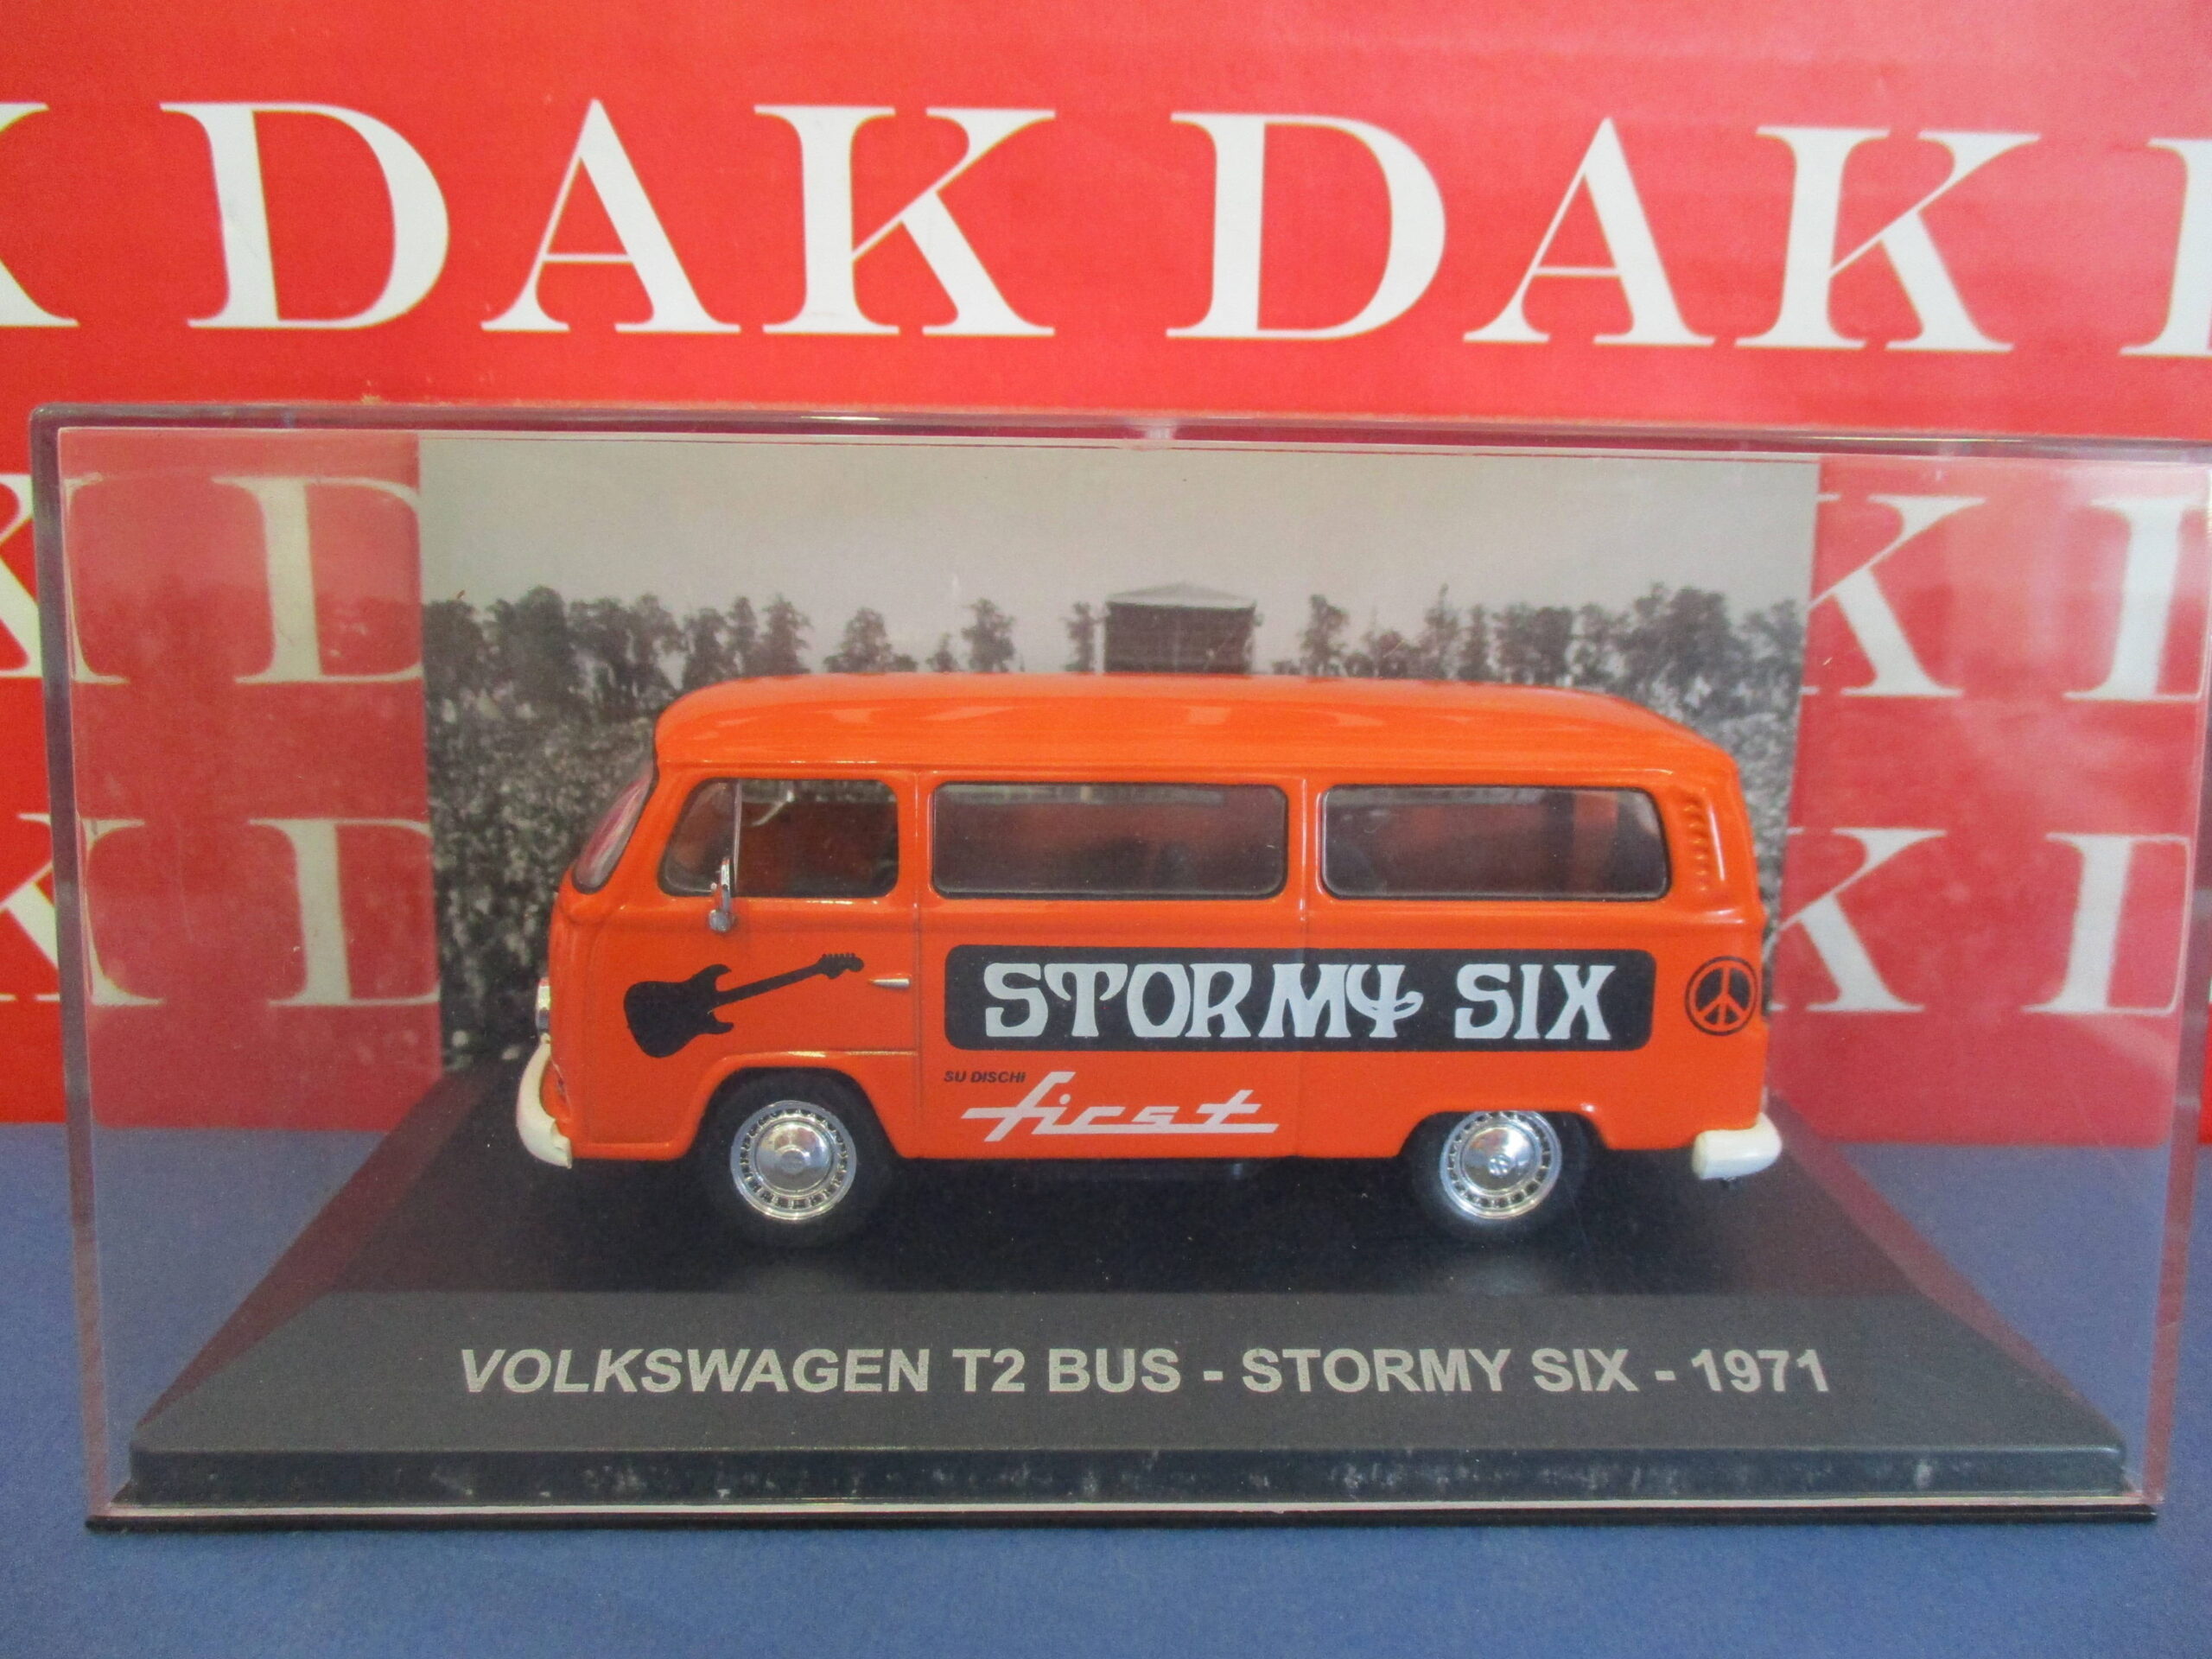 K DAK DAK D
K D K D
STORMY SIX
SU DISCHI
first
K D K D
VOLKSWAGEN T2 BUS - STORMY SIX - 1971